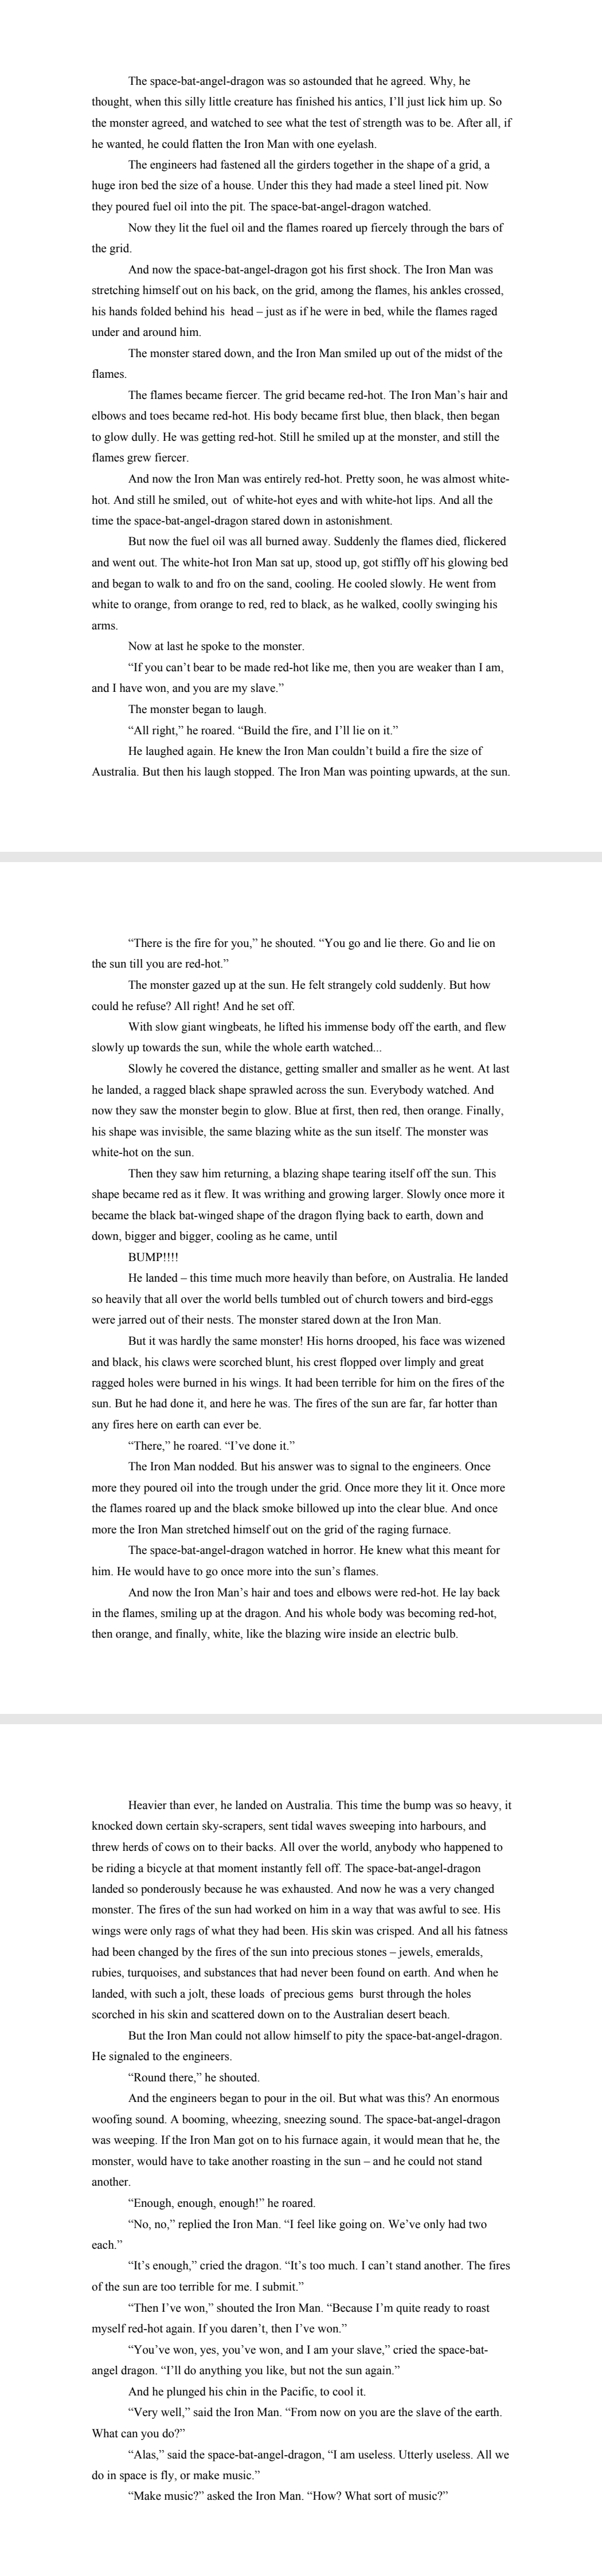 The space-bat-angel-dragon was so astounded that he agreed. Why, he
thought, when this silly little creature has finished his antics, I’ll just lick him up. So
the monster agreed, and watched to see what the test of strength was to be. After all, if
he wanted, he could flatten the Iron Man with one eyelash.
The engineers had fastened all the girders together in the shape of a grid, a
huge iron bed the size of a house. Under this they had made a steel lined pit. Now
they poured fuel oil into the pit. The space-bat-angel-dragon watched.
Now they lit the fuel oil and the flames roared up fiercely through the bars of
the grid.
And now the space-bat-angel-dragon got his first shock. The Iron Man was
stretching himself out on his back, on the grid, among the flames, his ankles crossed,
his hands folded behind his head – just as if he were in bed, while the flames raged
under and around him.
The monster stared down, and the Iron Man smiled up out of the midst of the
flames.
The flames became fiercer. The grid became red-hot. The Iron Man’s hair and
elbows and toes became red-hot. His body became first blue, then black, then began
to glow dully. He was getting red-hot. Still he smiled up at the monster, and still the
flames grew fiercer.
And now the Iron Man was entirely red-hot. Pretty soon, he was almost white-
hot. And still he smiled, out of white-hot eyes and with white-hot lips. And all the
time the space-bat-angel-dragon stared down in astonishment.
But now the fuel oil was all burned away. Suddenly the flames died, flickered
and went out. The white-hot Iron Man sat up, stood up, got stiffly off his glowing bed
and began to walk to and fro on the sand, cooling. He cooled slowly. He went from
white to orange, from orange to red, red to black, as he walked, coolly swinging his
arms.
Now at last he spoke to the monster.
“If you can’t bear to be made red-hot like me, then you are weaker than I am,
and I have won, and you are my slave.”
The monster began to laugh.
“All right,” he roared. “Build the fire, and I’ll lie on it.”
He laughed again. He knew the Iron Man couldn’t build a fire the size of
Australia. But then his laugh stopped. The Iron Man was pointing upwards, at the sun.
“There is the fire for you,” he shouted. “You go and lie there. Go and lie on
the sun till you are red-hot.”
The monster gazed up at the sun. He felt strangely cold suddenly. But how
could he refuse? All right! And he set off.
With slow giant wingbeats, he lifted his immense body off the earth, and flew
slowly up towards the sun, while the whole earth watched...
Slowly he covered the distance, getting smaller and smaller as he went. At last
he landed, a ragged black shape sprawled across the sun. Everybody watched. And
now they saw the monster begin to glow. Blue at first, then red, then orange. Finally,
his shape was invisible, the same blazing white as the sun itself. The monster was
white-hot on the sun.
Then they saw him returning, a blazing shape tearing itself off the sun. This
shape became red as it flew. It was writhing and growing larger. Slowly once more it
became the black bat-winged shape of the dragon flying back to earth, down and
down, bigger and bigger, cooling as he came, until
BUMP!!!!
He landed – this time much more heavily than before, on Australia. He landed
so heavily that all over the world bells tumbled out of church towers and bird-eggs
were jarred out of their nests. The monster stared down at the Iron Man.
But it was hardly the same monster! His horns drooped, his face was wizened
and black, his claws were scorched blunt, his crest flopped over limply and great
ragged holes were burned in his wings. It had been terrible for him on the fires of the
sun. But he had done it, and here he was. The fires of the sun are far, far hotter than
any fires here on earth can ever be.
“There,” he roared. “I’ve done it.”
The Iron Man nodded. But his answer was to signal to the engineers. Once
more they poured oil into the trough under the grid. Once more they lit it. Once more
the flames roared up and the black smoke billowed up into the clear blue. And once
more the Iron Man stretched himself out on the grid of the raging furnace.
The space-bat-angel-dragon watched in horror. He knew what this meant for
him. He would have to go once more into the sun’s flames.
And now the Iron Man’s hair and toes and elbows were red-hot. He lay back
in the flames, smiling up at the dragon. And his whole body was becoming red-hot,
then orange, and finally, white, like the blazing wire inside an electric bulb.
Heavier than ever, he landed on Australia. This time the bump was so heavy, it
knocked down certain sky-scrapers, sent tidal waves sweeping into harbours, and
threw herds of cows on to their backs. All over the world, anybody who happened to
be riding a bicycle at that moment instantly fell off. The space-bat-angel-dragon
landed so ponderously because he was exhausted. And now he was a very changed
monster. The fires of the sun had worked on him in a way that was awful to see. His
wings were only rags of what they had been. His skin was crisped. And all his fatness
had been changed by the fires of the sun into precious stones – jewels, emeralds,
rubies, turquoises, and substances that had never been found on earth. And when he
landed, with such a jolt, these loads of precious gems burst through the holes
scorched in his skin and scattered down on to the Australian desert beach.
But the Iron Man could not allow himself to pity the space-bat-angel-dragon.
He signaled to the engineers.
“Round there,” he shouted.
And the engineers began to pour in the oil. But what was this? An enormous
woofing sound. A booming, wheezing, sneezing sound. The space-bat-angel-dragon
was weeping. If the Iron Man got on to his furnace again, it would mean that he, the
monster, would have to take another roasting in the sun – and he could not stand
another.
“Enough, enough, enough!” he roared.
“No, no,” replied the Iron Man. “I feel like going on. We’ve only had two
each.”
“It’s enough,” cried the dragon. “It’s too much. I can’t stand another. The fires
of the sun are too terrible for me. I submit.”
“Then I’ve won,” shouted the Iron Man. “Because I’m quite ready to roast
myself red-hot again. If you daren’t, then I’ve won.”
“You’ve won, yes, you’ve won, and I am your slave,” cried the space-bat-
angel dragon. “I’ll do anything you like, but not the sun again.”
And he plunged his chin in the Pacific, to cool it.
“Very well,” said the Iron Man. “From now on you are the slave of the earth.
What can you do?”
“Alas,” said the space-bat-angel-dragon, “I am useless. Utterly useless. All we
do in space is fly, or make music.”
“Make music?” asked the Iron Man. “How? What sort of music?”